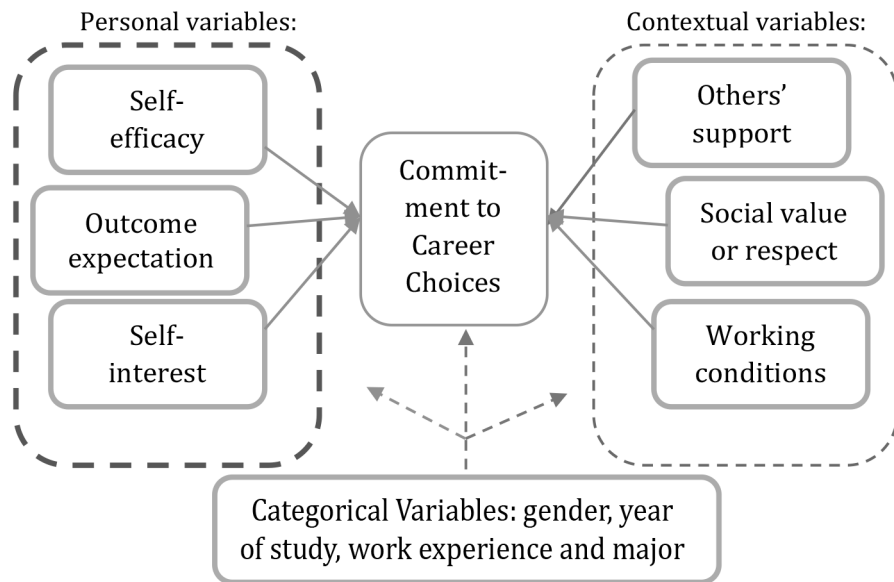 Personal variables:
Self-
efficacy
Outcome
expectation
Self-
interest
Commit-
ment to
Career
Choices
Contextual variables:
Others’
support
Social value
or respect
Working
conditions
Categorical Variables: gender, year
of study, work experience and major